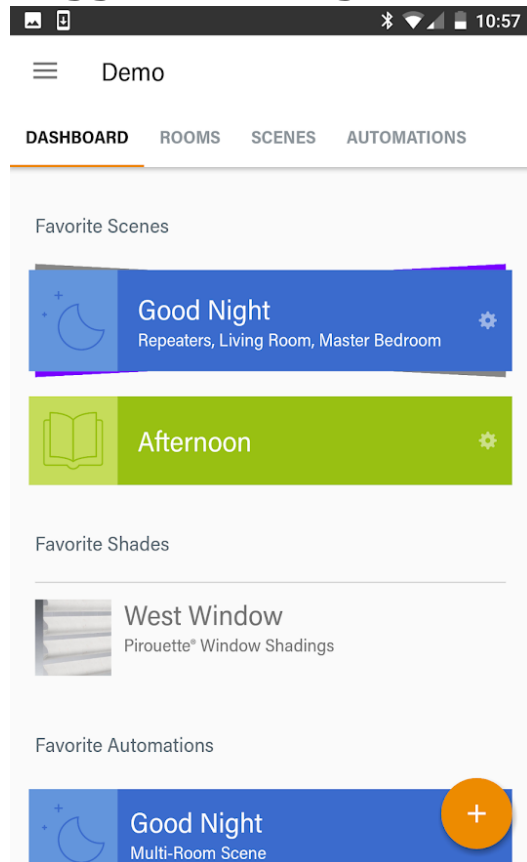 10:57
Demo
DASHBOARD ROOMS SCENES AUTOMATIONS
Favorite Scenes
Good Night
Repeaters, Living Room, Master Bedroom
Afternoon
Favorite Shades
West Window
Pirouette® Window Shadings
Favorite Automations
Good Night
Multi-Room Scene